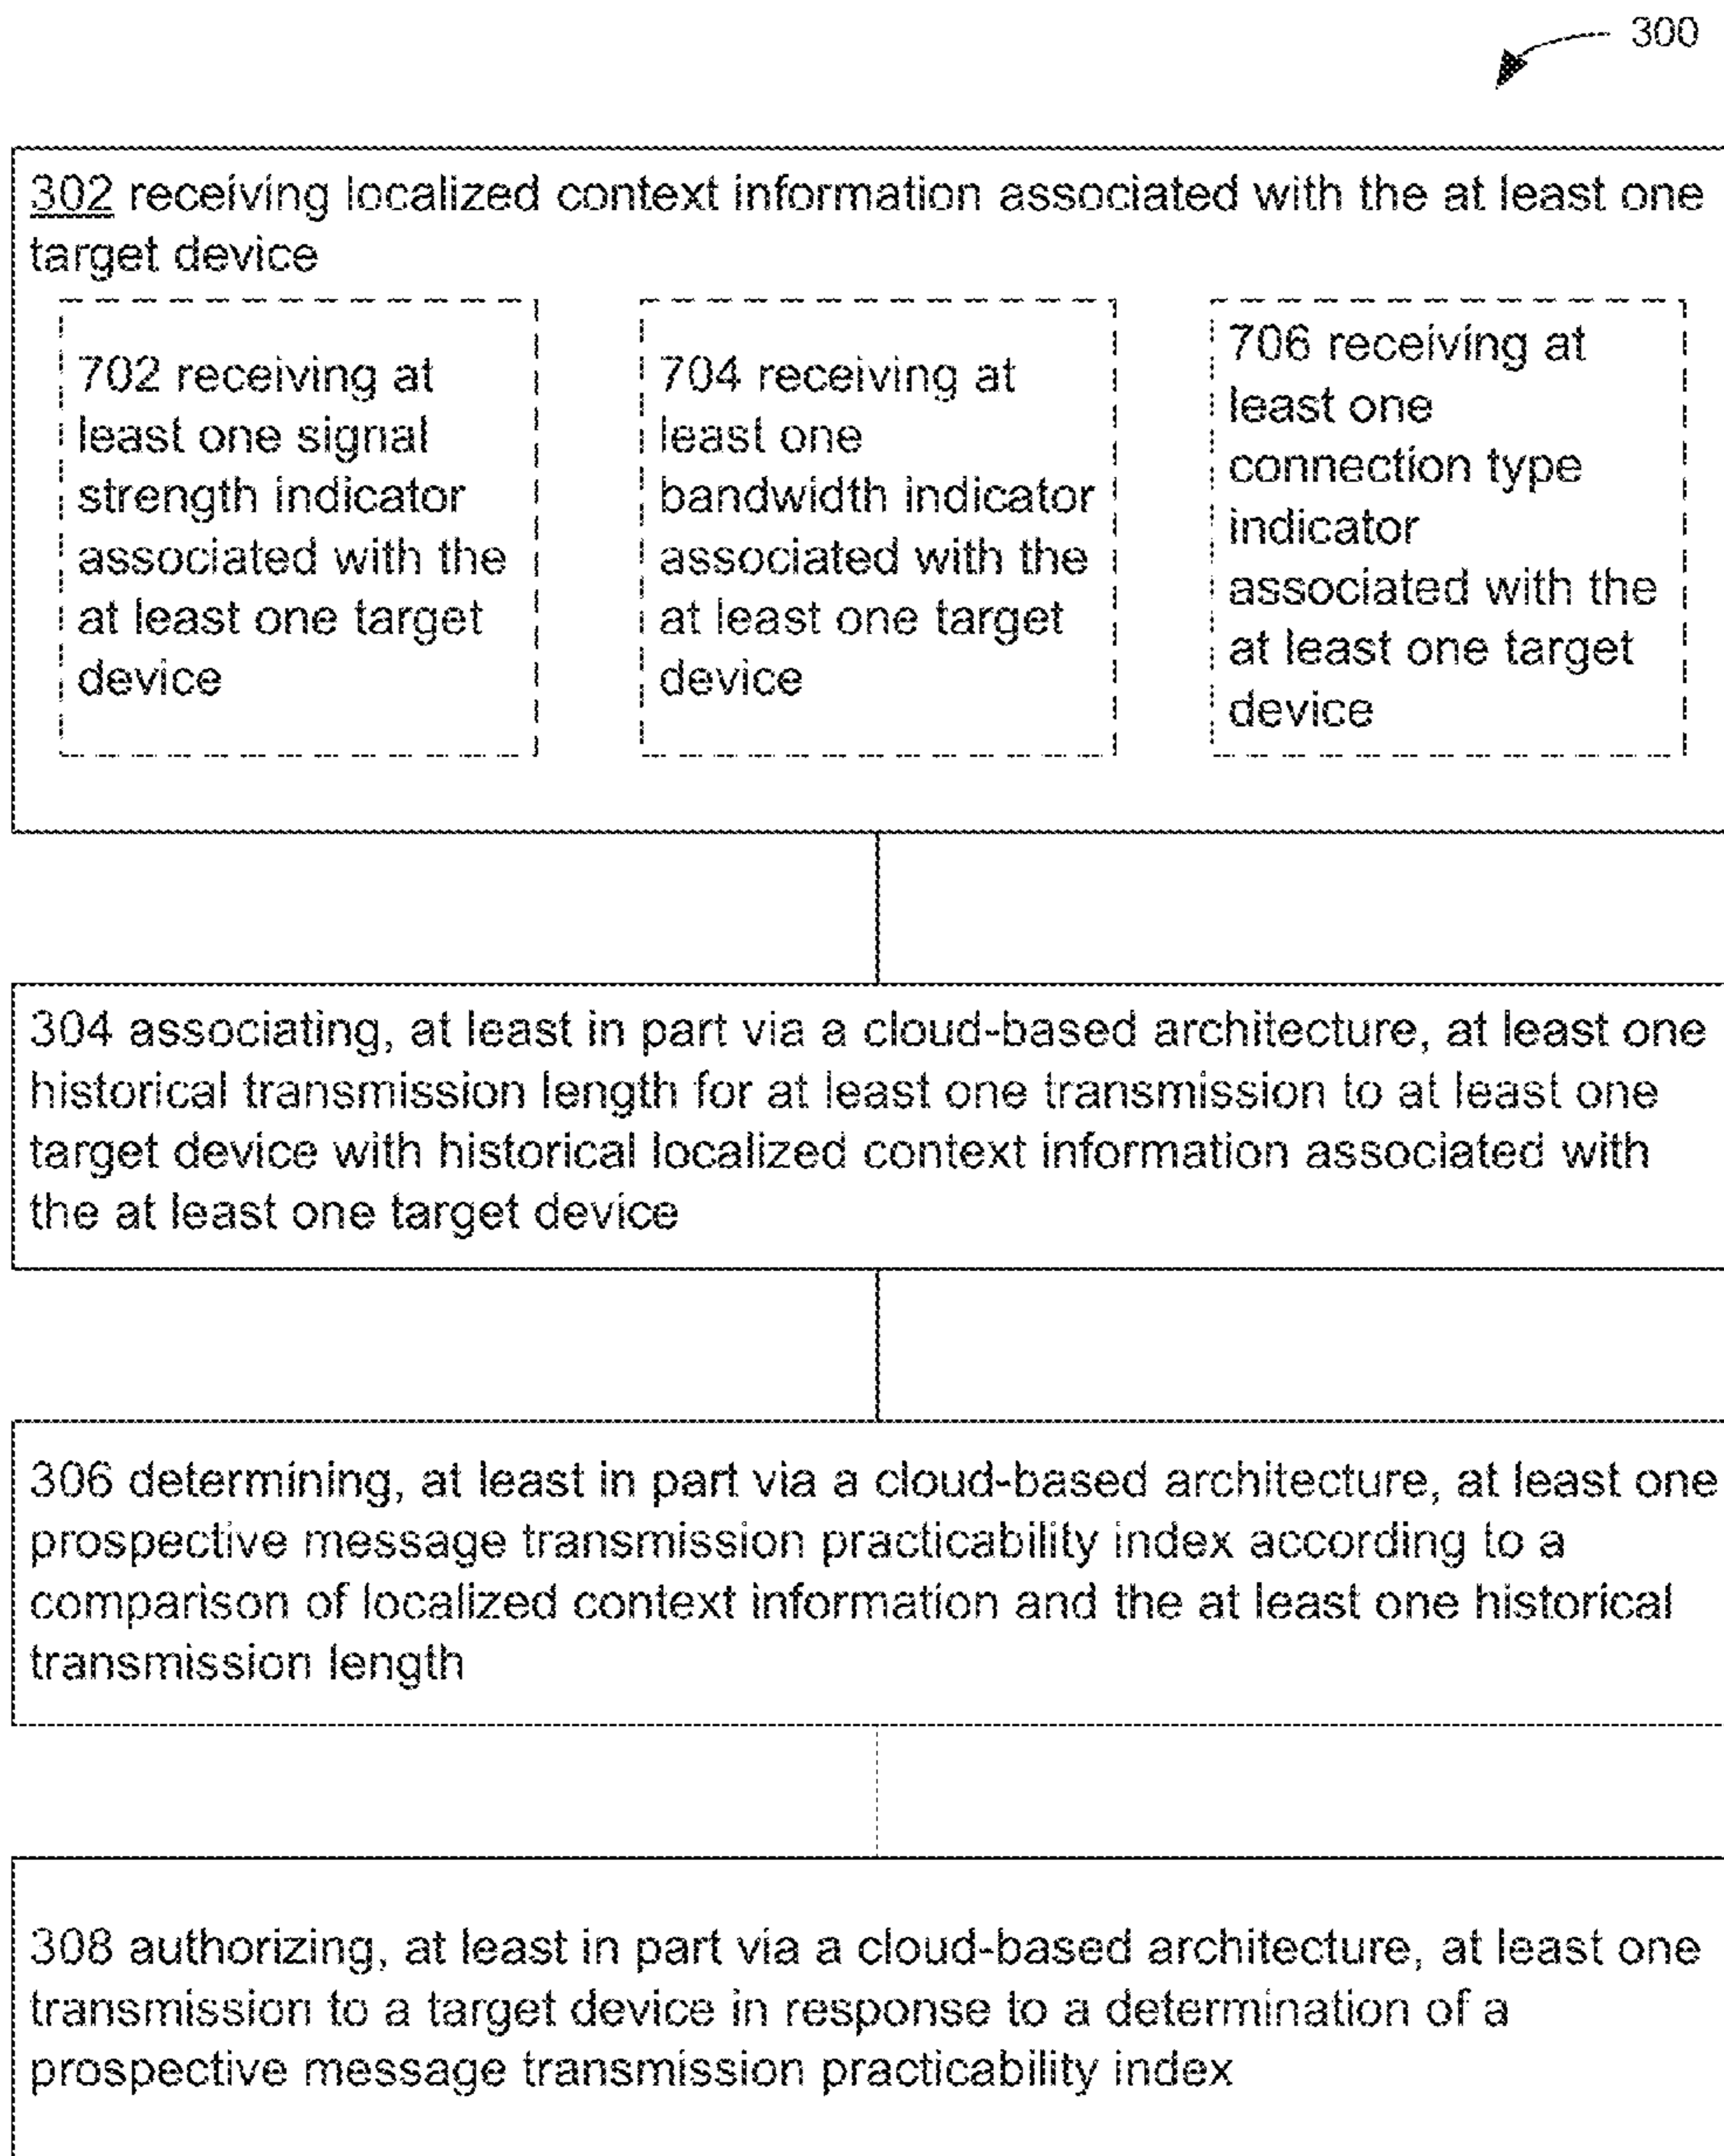 300
302 receiving localized context information associated with the at least one
target device
702 receiving at
least one signal
strength indicator
associated with the
at least one target
device
704 receiving at
least one
bandwidth indicator
associated with the
at least one target
device
706 receiving at
least one
connection type
indicator
associated with the
at least one target
device
304 associating, at least in part via a cloud-based architecture, at least one
historical transmission length for at least one transmission to at least one
target device with historical localized context information associated with
the at least one target device
306 determining, at least in part via a cloud-based architecture, at least one
prospective message transmission practicability index according to a
comparison of localized context information and the at least one historical
transmission length
308 authorizing, at least in part via a cloud-based architecture, at least one
transmission to a target device in response to a determination of a
prospective message transmission practicability index